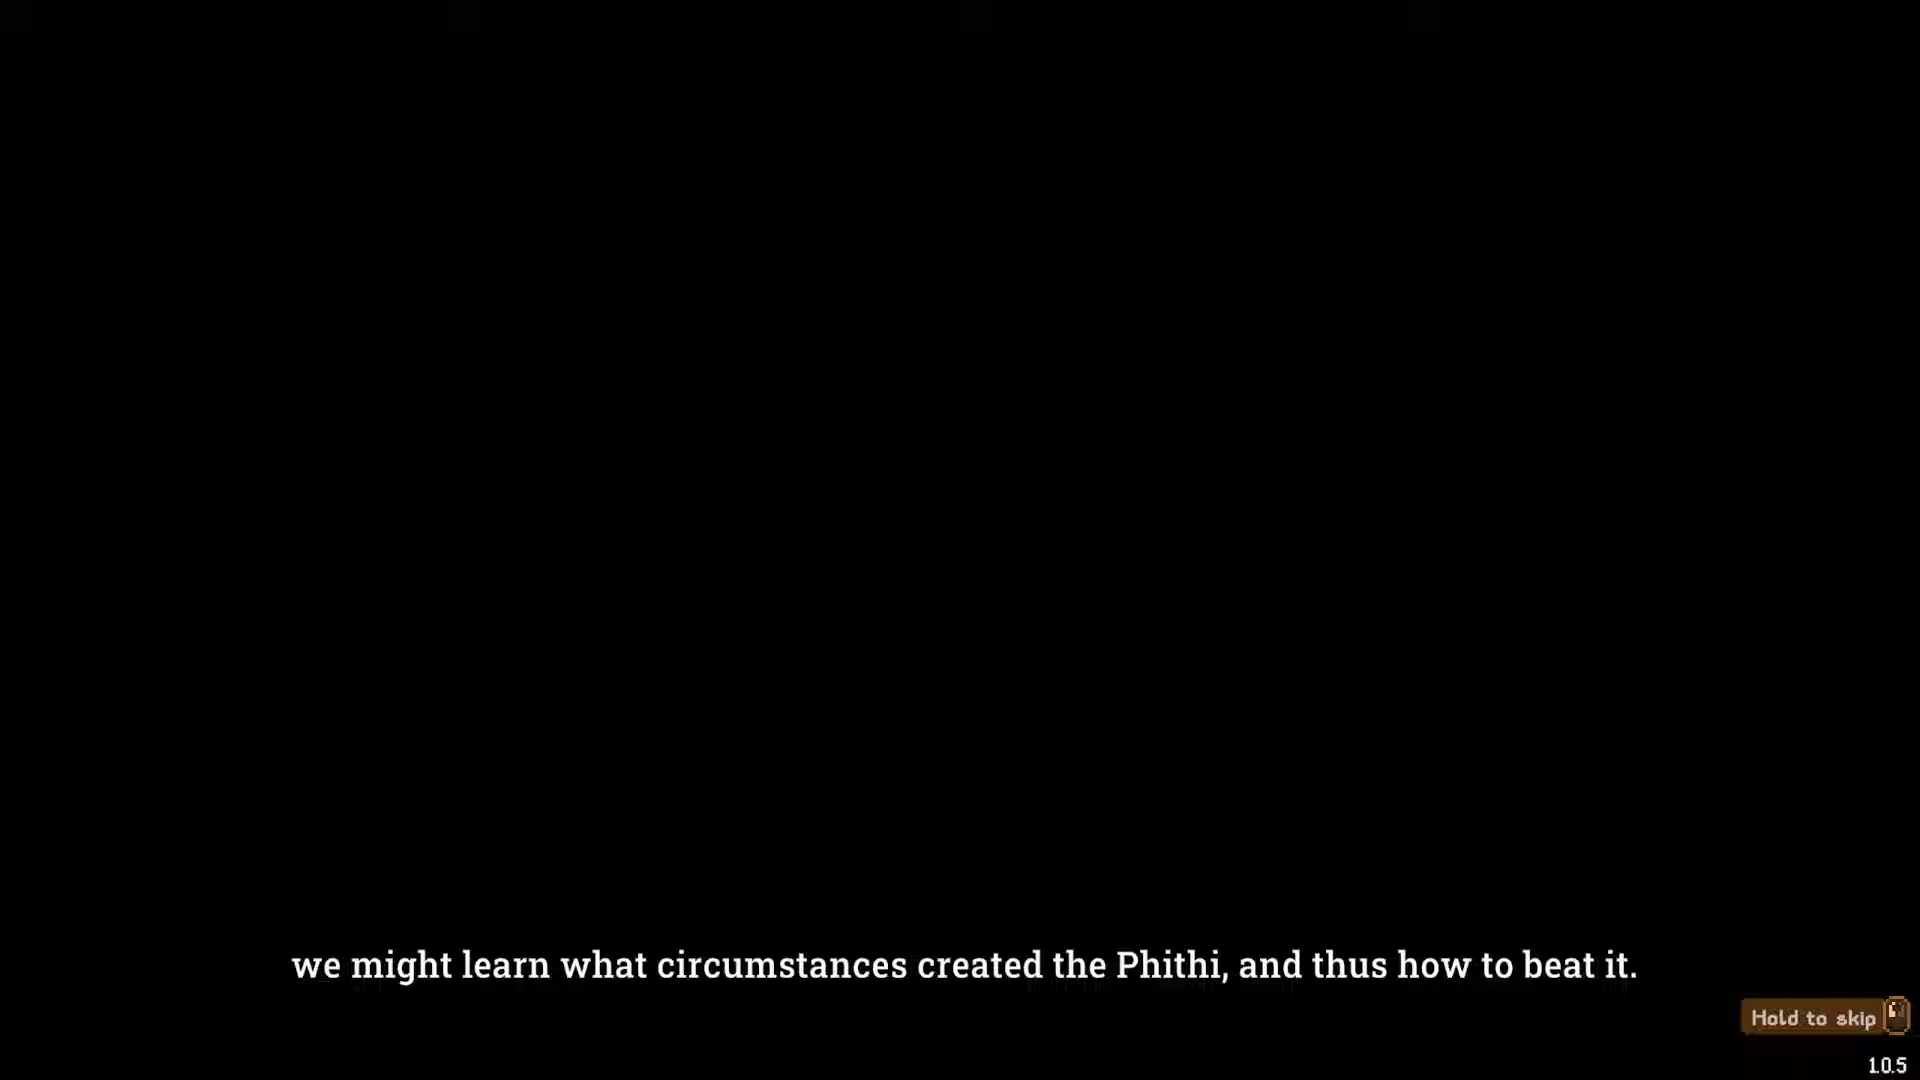 we might learn what circumstances created the Phithi, and thus how to beat it.
Hold to skip
1.0.5